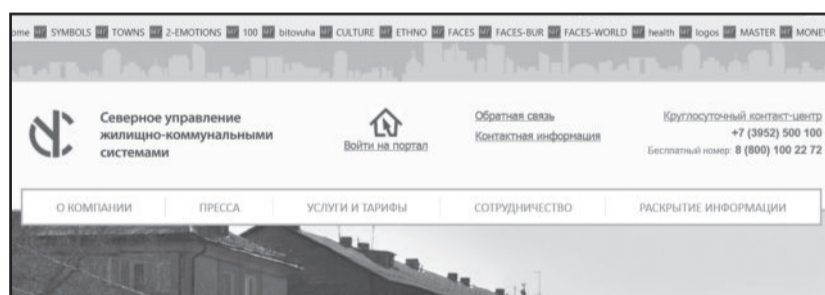 ome SYMBOLS TOWNS 2-EMOTIONS 100 bitovuha CULTURE ETHNO FACES FACES-BUR FACES-WORLD health logos MASTER MONEY
Северное управление
жилищно-коммунальными
системами
Войти на портал
Обратная связь
Контактная информация
Круглосуточный контакт-центр
+7 (3952) 500 100
Бесплатный номер: 8 (800) 100 22 72
О КОМПАНИИ ПРЕССА УСЛУГИ И ТАРИФЫ СОТРУДНИЧЕСТВО РАСКРЫТИЕ ИНФОРМАЦИИ